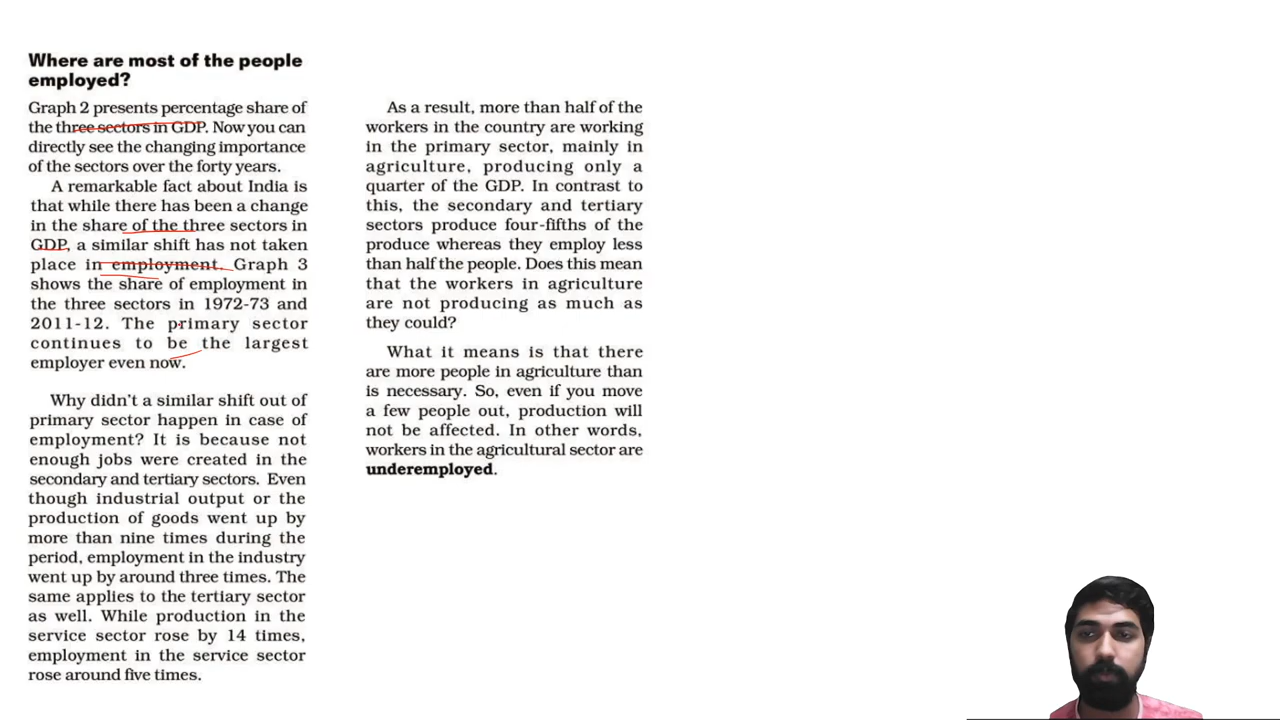 Where are most of the people
employed?
Graph 2 presents percentage share of
the three sectors in GDP. Now you can
directly see the changing importance
of the sectors over the forty years.
A remarkable fact about India is
that while there has been a change
in the share of the three sectors in
GDP, a similar shift has not taken
place in employment. Graph 3
shows the share of employment in
the three sectors in 1972-73 and
2011-12. The primary sector
continues to be the largest
employer even now.
Why didn't a similar shift out of
primary sector happen in case of
employment? It is because not
enough jobs were created in the
secondary and tertiary sectors. Even
though industrial output or the
production of goods went up by
more than nine times during the
period, employment in the industry
went up by around three times. The
same applies to the tertiary sector
as well. While production in the
service sector rose by 14 times,
employment in the service sector
rose around five times.
As a result, more than half of the
workers in the country are working
in the primary sector, mainly in
agriculture, producing only a
quarter of the GDP. In contrast to
this, the secondary and tertiary
sectors produce four-fifths of the
produce whereas they employ less
than half the people. Does this mean
that the workers in agriculture
are not producing as much as
they could?
What it means is that there
are more people in agriculture than
is necessary. So, even if you move
a few people out, production will
not be affected. In other words,
workers in the agricultural sector are
underemployed.